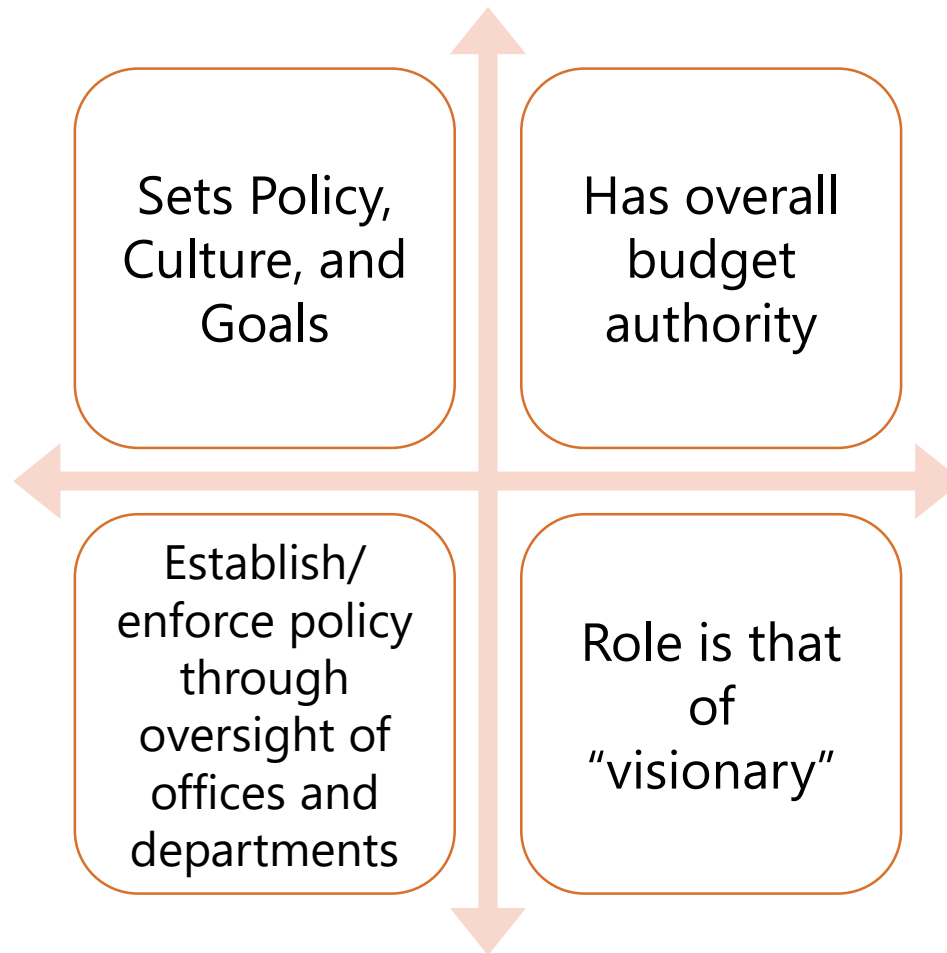 Sets Policy,
Culture, and
Goals
Has overall
budget
authority
Establish/
enforce policy
through
oversight of
offices and
departments
Role is that
of
“visionary”